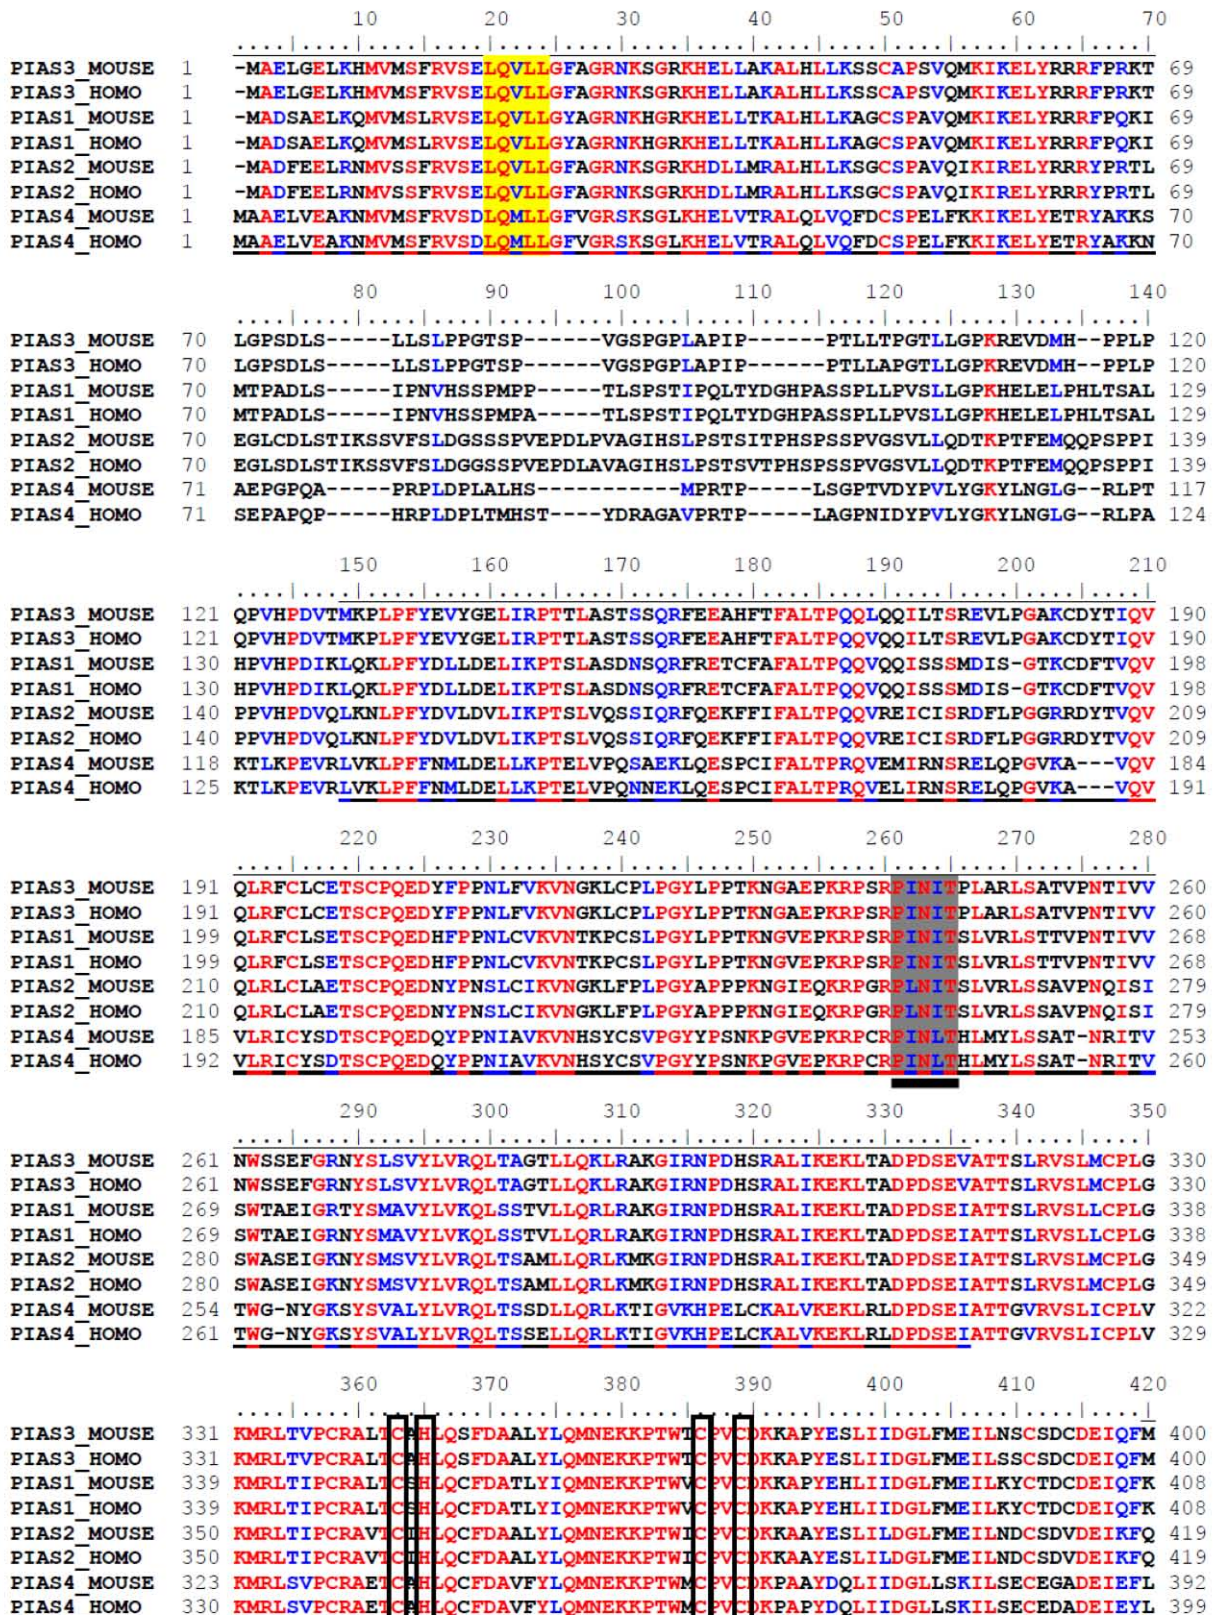 10 20 30 40 50 60 70
PIAS3_MOUSE 1 -MAELGELKHMVMSFRVSELQVLLGFAGRNKSGRKHELLAKALHLLKSSCAPSVQMKIKELYRRRFPRKT 69
PIAS3_HOMO 1 -MAELGELKHMVMSFRVSELQVLLGFAGRNKSGRKHELLAKALHLLKSSCAPSVQMKIKELYRRRFPRKT 69
PIAS1_MOUSE 1 -MADSAELKQMVMSLRVSELQVLLGYAGRNKHGRKHELLTKALHLLKAGCSPAVQMKIKELYRRRFPQKI 69
PIAS1_HOMO 1 -MADSAELKQMVMSLRVSELQVLLGYAGRNKHGRKHELLTKALHLLKAGCSPAVQMKIKELYRRRFPQKI 69
PIAS2_MOUSE 1 -MADFEELRNMVSSFRVSELQVLLGFAGRNKSGRKHDLLMRALHLLKSGCSPAVQIKIRELYRRRYPRTL 69
PIAS2_HOMO 1 -MADFEELRNMVSSFRVSELQVLLGFAGRNKSGRKHDLLMRALHLLKSGCSPAVQIKIRELYRRRYPRTL 69
PIAS4_MOUSE 1 MAAELVEAKNMVMSFRVSDLQMLLGFVGRSKSGLKHELVTRALQLVQFDCSPELFKKIKELYETRYAKKS 70
PIAS4_HOMO 1 MAAELVEAKNMVMSFRVSDLQMLLGFVGRSKSGLKHELVTRALQLVQFDCSPELFKKIKELYETRYAKKN 70
80 90 100 110 120 130 140
PIAS3_MOUSE 70 LGPSDLS-----LLSLPPGTSP-----VGSPGPLAPIP------PTLLTPGTLLGPKREVDMH--PPLP 120
PIAS3_HOMO 70 LGPSDLS-----LLSLPPGTSP-----VGSPGPLAPIP------PTLLAPGTLLGPKREVDMH--PPLP 120
PIAS1_MOUSE 70 MTPADLS-----IPNVHSSPMPP-----TLSPSTIPQLTYDGHPASSPLLPVSLLGPKHELELPHLTSAL 129
PIAS1_HOMO 70 MTPADLS-----IPNVHSSPMPA-----TLSPSTIPQLTYDGHPASSPLLPVSLLGPKHELELPHLTSAL 129
PIAS2_MOUSE 70 EGLCDLSTIKSSVFSLDGSSSPVEPDLPVAGIHSLPSTSITPHSPSSPVGSVLLQDTKPTFEMQQPSPPI 139
PIAS2_HOMO 70 EGLSDLSTIKSSVFSLDGGSSPVEPDLAVAGIHSLPSTSVTPHSPSSPVGSVLLQDTKPTFEMQQPSPPI 139
PIAS4_MOUSE 71 AEPGPQA-----PRPLDPLALHS-----------MPRTP-----LSGPTVDYPVLYGKYLNGLG--RLPT 117
PIAS4_HOMO 71 SEPAPQP-----HRPLDPLTMHST----YDRAGAVPRTP-----LAGPNIDYPVLYGKYLNGLG--RLPA 124
150 160 170 180 190 200 210
PIAS3_MOUSE 121 QPVHPDVTMKPLPFYEVYGELIRPTTLASTSSQRFEEAHFTFALTPQQLQQILTSREVLPGAKCDYTIQV 190
PIAS3_HOMO 121 QPVHPDVTMKPLPFYEVYGELIRPTTLASTSSQRFEEAHFTFALTPQQVQQILTSREVLPGAKCDYTIQV 190
PIAS1_MOUSE 130 HPVHPDIKLQKLPFYDLLDELIKPTSLASDNSQRFRETCFAFALTPQQVQQISSSMDIS-GTKCDFTVQV 198
PIAS1_HOMO 130 HPVHPDIKLQKLPFYDLLDELIKPTSLASDNSQRFRETCFAFALTPQQVQQISSSMDIS-GTKCDFTVQV 198
PIAS2_MOUSE 140 PPVHPDVQLKNLPFYDVLDVLIKPTSLVQSSIQRFQEKFFIFALTPQQVREICISRDFLPGGRRDYTVQV 209
PIAS2_HOMO 140 PPVHPDVQLKNLPFYDVLDVLIKPTSLVQSSIQRFQEKFFIFALTPQQVREICISRDFLPGGRRDYTVQV 209
PIAS4_MOUSE 118 KTLKPEVRLVKLPFFNMLDELLKPTELVPQSAEKLQESPCIFALTPRQVEMIRNSRELQPGVKA---VQV 184
PIAS4_HOMO 125 KTLKPEVRLVKLPFFNMLDELLKPTELVPQNNEKLQESPCIFALTPRQVELIRNSRELQPGVKA---VQV 191
220 230 240 250 260 270 280
PIAS3_MOUSE 191 QLRFCLCETSCPQEDYFPPNLFVKVNGKLCPLPGYLPPTKNGAEPKRPSRPINITPLARLSATVPNTIVV 260
PIAS3_HOMO 191 QLRFCLCETSCPQEDYFPPNLFVKVNGKLCPLPGYLPPTKNGAEPKRPSRPINITPLARLSATVPNTIVV 260
PIAS1_MOUSE 199 QLRFCLSETSCPQEDHFPPNLCVKVNTKPCSLPGYLPPTKNGVEPKRPSRPINITSLVRLSTTVPNTIVV 268
PIAS1_HOMO 199 QLRFCLSETSCPQEDHFPPNLCVKVNTKPCSLPGYLPPTKNGVEPKRPSRPINITSLVRLSTTVPNTIVV 268
PIAS2_MOUSE 210 QLRLCLAETSCPQEDNYPNSLCIKVNGKLFPLPGYAPPPKNGIEQKRPGRPLNITSLVRLSSAVPNQISI 279
PIAS2_HOMO 210 QLRLCLAETSCPQEDNYPNSLCIKVNGKLFPLPGYAPPPKNGIEQKRPGRPLNITSLVRLSSAVPNQISI 279
PIAS4_MOUSE 185 VLRICYSDTSCPQEDQYPPNIAVKVNHSYCSVPGYYPSNKPGVEPKRPCRPINLTHLMYLSSAT-NRITV 253
PIAS4_HOMO 192 VLRICYSDTSCPQEDQYPPNIAVKVNHSYCSVPGYYPSNKPGVEPKRPCRPINLTHLMYLSSAT-NRITV 260
290 300 310 320 330 340 350
PIAS3_MOUSE 261 NWSSEFGRNYSLSVYLVRQLTAGTLLQKLRAKGIRNPDHSRALIKEKLTADPDSEVATTSLRVSLMCPLG 330
PIAS3_HOMO 261 NWSSEFGRNYSLSVYLVRQLTAGTLLQKLRAKGIRNPDHSRALIKEKLTADPDSEVATTSLRVSLMCPLG 330
PIAS1_MOUSE 269 SWTAEIGRTYSMAVYLVKQLSSTVLLQRLRAKGIRNPDHSRALIKEKLTADPDSEIATTSLRVSLLCPLG 338
PIAS1_HOMO 269 SWTAEIGRNYSMAVYLVKQLSSTVLLQRLRAKGIRNPDHSRALIKEKLTADPDSEIATTSLRVSLLCPLG 338
PIAS2_MOUSE 280 SWASEIGKNYSMSVYLVRQLTSAMLLQRLKMKGIRNPDHSRALIKEKLTADPDSEIATTSLRVSLMCPLG 349
PIAS2_HOMO 280 SWASEIGKNYSMSVYLVRQLTSAMLLQRLKMKGIRNPDHSRALIKEKLTADPDSEIATTSLRVSLMCPLG 349
PIAS4_MOUSE 254 TWG-NYGKSYSVALYLVRQLTSSDLLQRLKTIGVKHPELCKALVKEKLRLDPDSEIATTGVRVSLICPLV 322
PIAS4_HOMO 261 TWG-NYGKSYSVALYLVRQLTSSELLQRLKTIGVKHPELCKALVKEKLRLDPDSEIATTGVRVSLICPLV 329
360 370 380 390 400 410 420
PIAS3_MOUSE 331 KMRLTVPCRALTCAHLQSFDAALYLQMNEKKPTWTCPVCDKKAPYESLIIDGLFMEILNSCSDCDEIQFM 400
PIAS3_HOMO 331 KMRLTVPCRALTCAHLQSFDAALYLQMNEKKPTWTCPVCDKKAPYESLIIDGLFMEILSSCSDCDEIQFM 400
PIAS1_MOUSE 339 KMRLTIPCRALTCSHLQCFDATLYIQMNEKKPTWVCPVCDKKAPYEHLIIDGLFMEILKYCTDCDEIQFK 408
PIAS1_HOMO 339 KMRLTIPCRALTCSHLQCFDATLYIQMNEKKPTWVCPVCDKKAPYEHLIIDGLFMEILKYCTDCDEIQFK 408
PIAS2_MOUSE 350 KMRLTIPCRAVTCTHLQCFDAALYLQMNEKKPTWICPVCDKKAAYESLILDGLFMEILNDCSDVDEIKFQ 419
PIAS2_HOMO 350 KMRLTIPCRAVTCTHLQCFDAALYLQMNEKKPTWICPVCDKKAAYESLILDGLFMEILNDCSDVDEIKFQ 419
PIAS4_MOUSE 323 KMRLSVPCRAETCAHLQCFDAVFYLQMNEKKPTWMCPVCDKPAAYDQLIIDGLLSKILSECEGADEIEFL 392
PIAS4_HOMO 330 KMRLSVPCRAETCAHLQCFDAVFYLQMNEKKPTWMCPVCDKPAPYDQLIIDGLLSKILSECEDADEIEYL 399